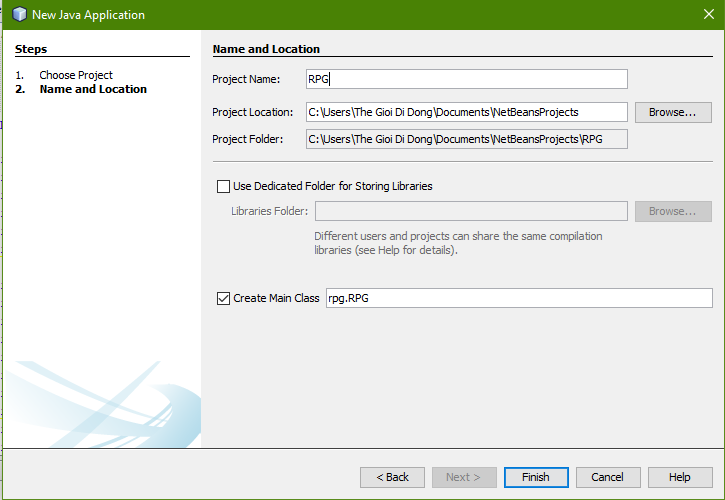 New Java Application
Steps
1. Choose Project
2. Name and Location
Name and Location
Project Name: RPG
Project Location: C:\Users\The Gioi Di Dong\Documents\NetBeansProjects Browse...
Project Folder: C:\Users\The Gioi Di Dong\Documents\NetBeansProjects\RPG
Use Dedicated Folder for Storing Libraries
Libraries Folder: Browse...
Different users and projects can share the same compilation
libraries (see Help for details).
Create Main Class rpg.RPG
< Back Next > Finish Cancel Help